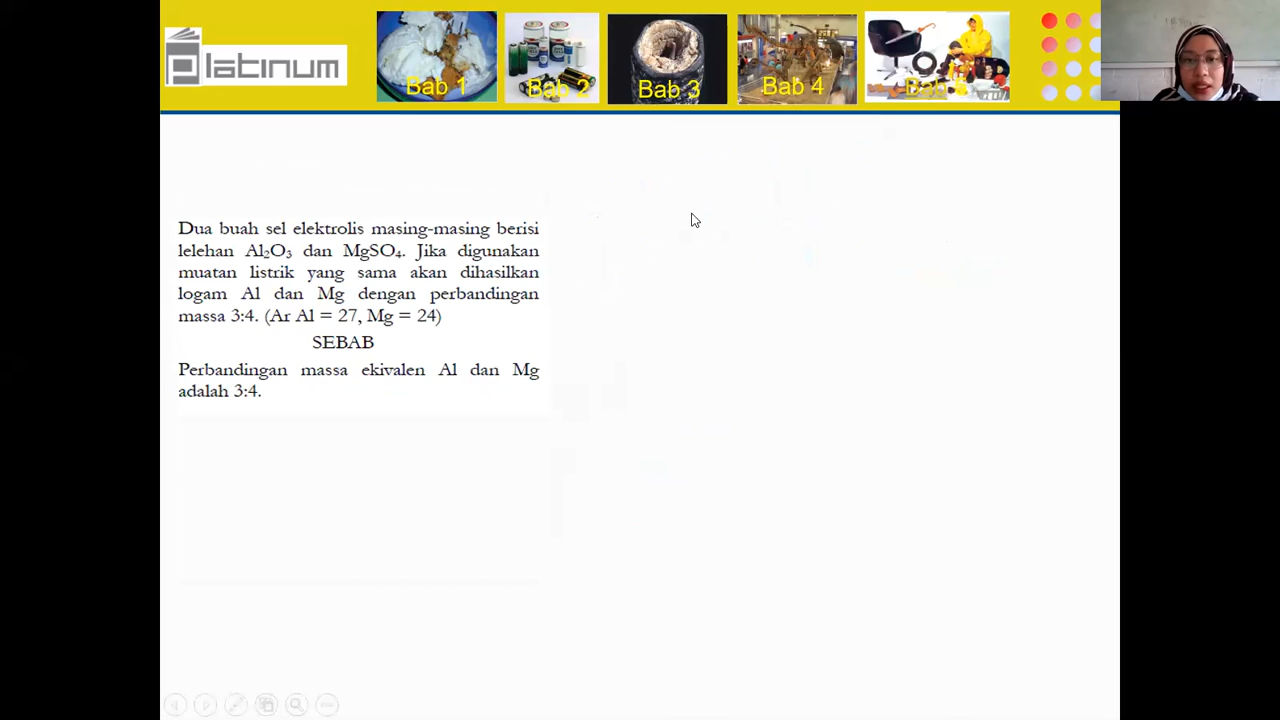 Platinum
Bab 1
Bab 2
Bab 3
Bab 4
Bab 5
Dua buah sel elektrolis masing-masing berisi
lelehan Al₂O₃ dan MgSO₄. Jika digunakan
muatan listrik yang sama akan dihasilkan
logam Al dan Mg dengan perbandingan
massa 3:4. (Ar Al = 27, Mg = 24)
SEBAB
Perbandingan massa ekivalen Al dan Mg
adalah 3:4.